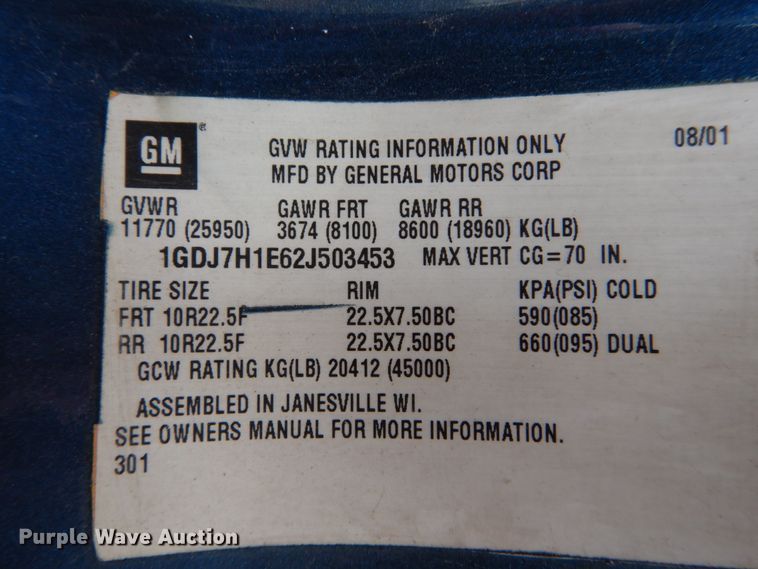 GM® GVW RATING INFORMATION ONLY 08/01
MFD BY GENERAL MOTORS CORP
GVWR GAWR FRT GAWR RR
11770 (25950) 3674 (8100) 8600 (18960) KG(LB)
1GDJ7H1E62J503453 MAX VERT CG=70 IN.
TIRE SIZE RIM KPA(PSI) COLD
FRT 10R22.5F 22.5X7.50BC 590(085)
RR 10R22.5F 22.5X7.50BC 660(095) DUAL
GCW RATING KG(LB) 20412 (45000)
ASSEMBLED IN JANESVILLE WI.
SEE OWNERS MANUAL FOR MORE INFORMATION.
301
Purple Wave Auction